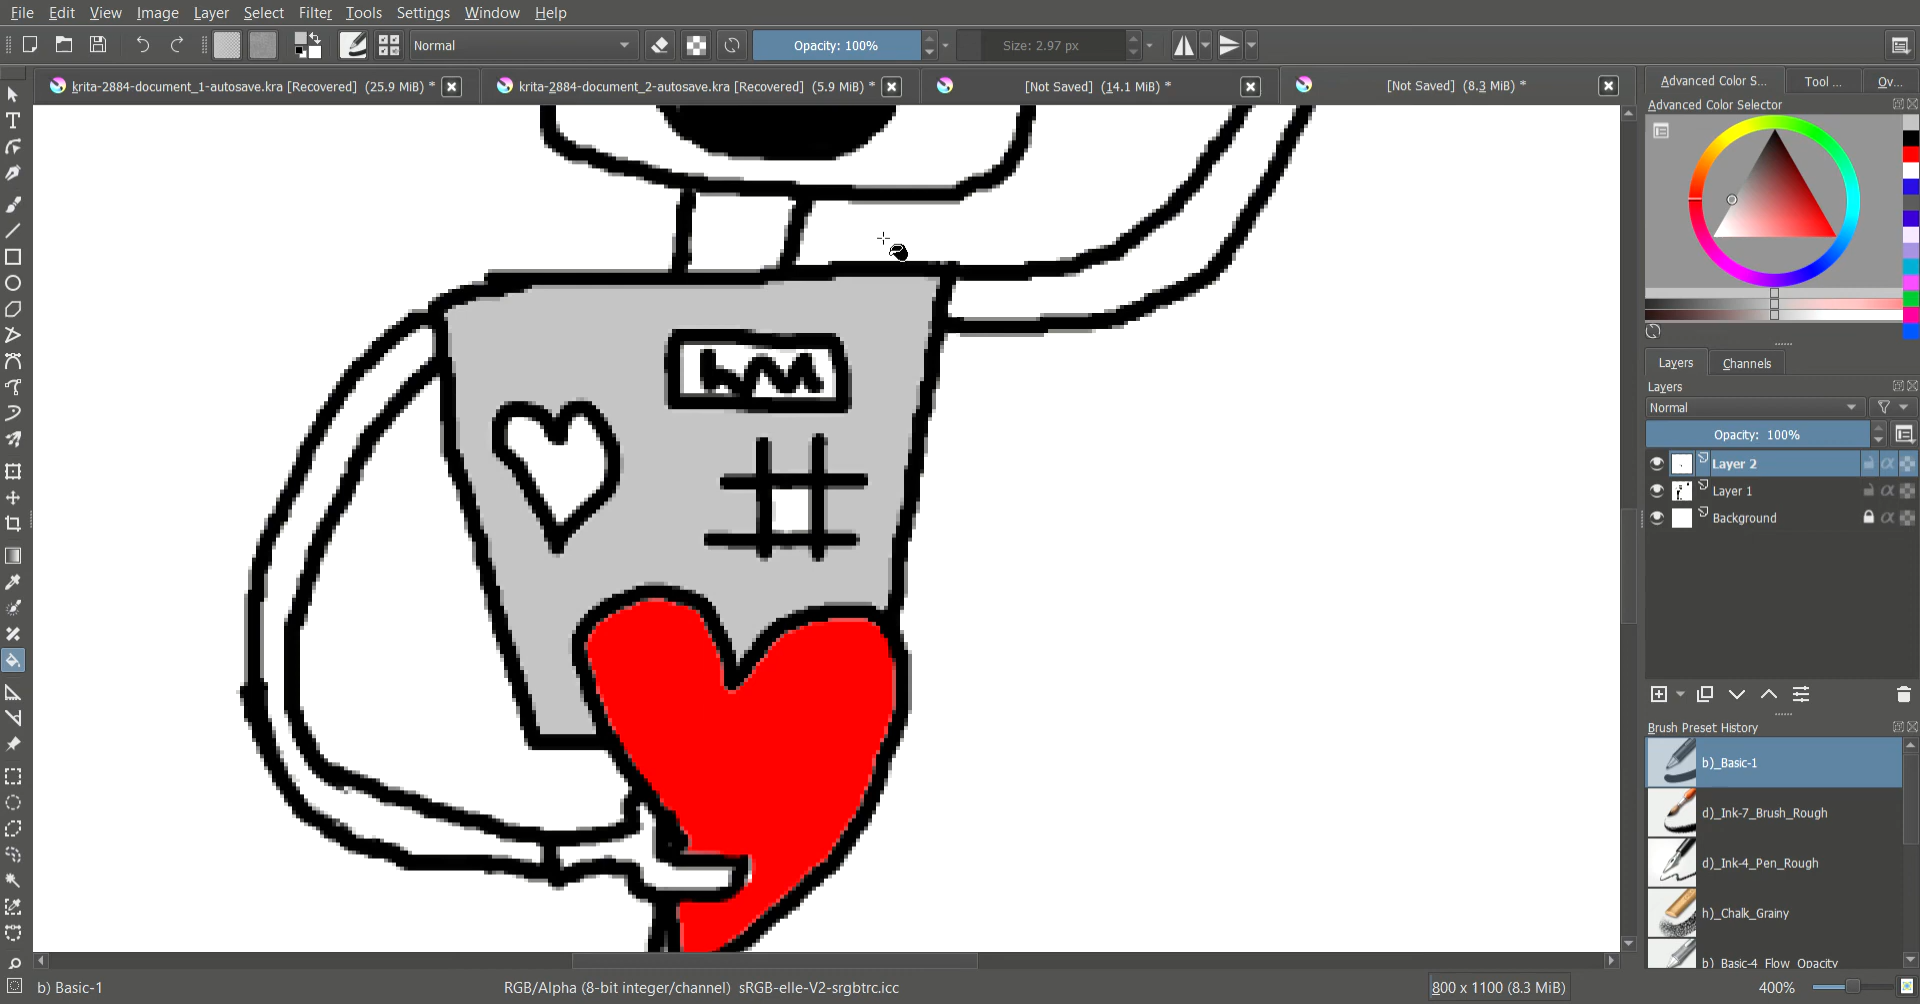 File Edit View Image Layer Select Filter Tools Settings Window Help
Normal Opacity: 100% Size: 2.97 px
krita-2884-document_1-autosave.kra [Recovered] (25.9 MiB) * krita-2884-document_2-autosave.kra [Recovered] (5.9 MiB) * [Not Saved] (14.1 MiB) * [Not Saved] (8.3 MiB) *
Advanced Color S... Tool ... Ov...
Advanced Color Selector
Layers Channels
Layers
Normal
Opacity: 100%
Layer 2
Layer 1
Background
Brush Preset History
b)_Basic-1
d)_Ink-7_Brush_Rough
d)_Ink-4_Pen_Rough
h)_Chalk_Grainy
b)_Basic-4_Flow_Opacity
b) Basic-1 RGB/Alpha (8-bit integer/channel) sRGB-elle-V2-srgbtrc.icc 800 x 1100 (8.3 MiB) 400%